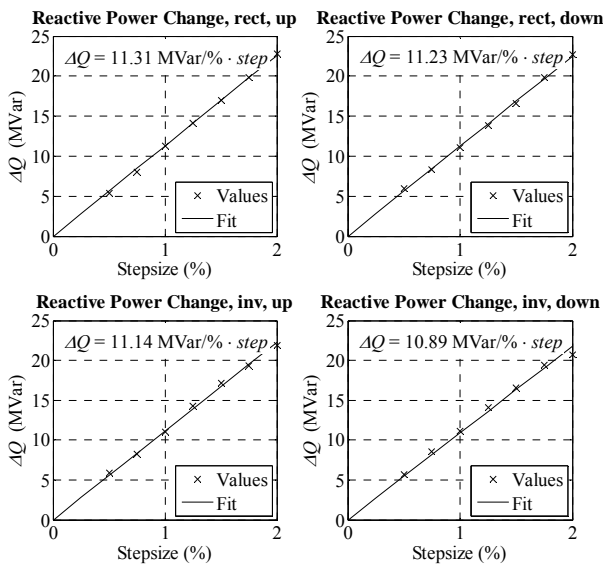 Reactive Power Change, rect, up
25
20
15
10
5
0
ΔQ (MVar)
ΔQ = 11.31 MVar/% · step
× Values
Fit
0 1 2
Stepsize (%)
Reactive Power Change, rect, down
25
20
15
10
5
0
ΔQ (MVar)
ΔQ = 11.23 MVar/% · step
× Values
Fit
0 1 2
Stepsize (%)
Reactive Power Change, inv, up
25
20
15
10
5
0
ΔQ (MVar)
ΔQ = 11.14 MVar/% · step
× Values
Fit
0 1 2
Stepsize (%)
Reactive Power Change, inv, down
25
20
15
10
5
0
ΔQ (MVar)
ΔQ = 10.89 MVar/% · step
× Values
Fit
0 1 2
Stepsize (%)